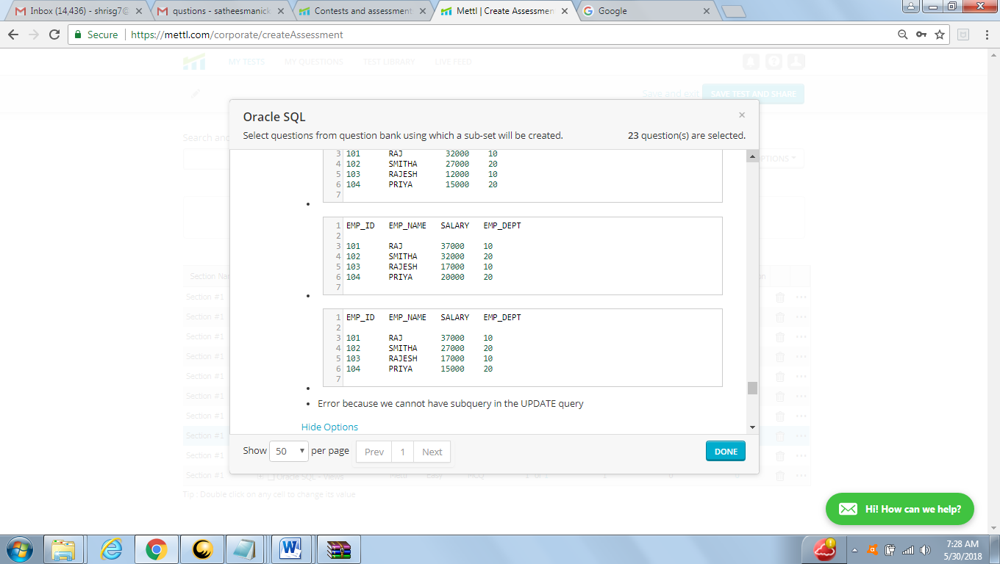 Inbox (14,436) - shrisg7@
qustions - satheesmanick
Contests and assessment
Mettl | Create Assessmen
Google
Secure
https://mettl.com/corporate/createAssessment
MY TESTS MY QUESTIONS TEST LIBRARY LIVE FEED
Save and exit SAVE TEST AND SHARE
Oracle SQL
×
Select questions from question bank using which a sub-set will be created.
23 question(s) are selected.
Search and
PTIONS
3 101 RAJ 32000 10
4 102 SMITHA 27000 20
5 103 RAJESH 12000 10
6 104 PRIYA 15000 20
7
1 EMP_ID EMP_NAME SALARY EMP_DEPT
2
3 101 RAJ 37000 10
4 102 SMITHA 32000 20
5 103 RAJESH 17000 10
6 104 PRIYA 20000 20
7
1 EMP_ID EMP_NAME SALARY EMP_DEPT
2
3 101 RAJ 37000 10
4 102 SMITHA 27000 20
5 103 RAJESH 17000 10
6 104 PRIYA 15000 20
7
Error because we cannot have subquery in the UPDATE query
Hide Options
Show 50 per page Prev 1 Next
DONE
Section Na
Section #1
Section #1
Section #1
Section #1
Section #1
Section #1
Section #1
Section #1
Section #1
Section #1 Oracle SQL - Views Mettl Easy MCQ
Tip : Double click on any cell to change its value
Hi! How can we help?
7:28 AM
5/30/2018